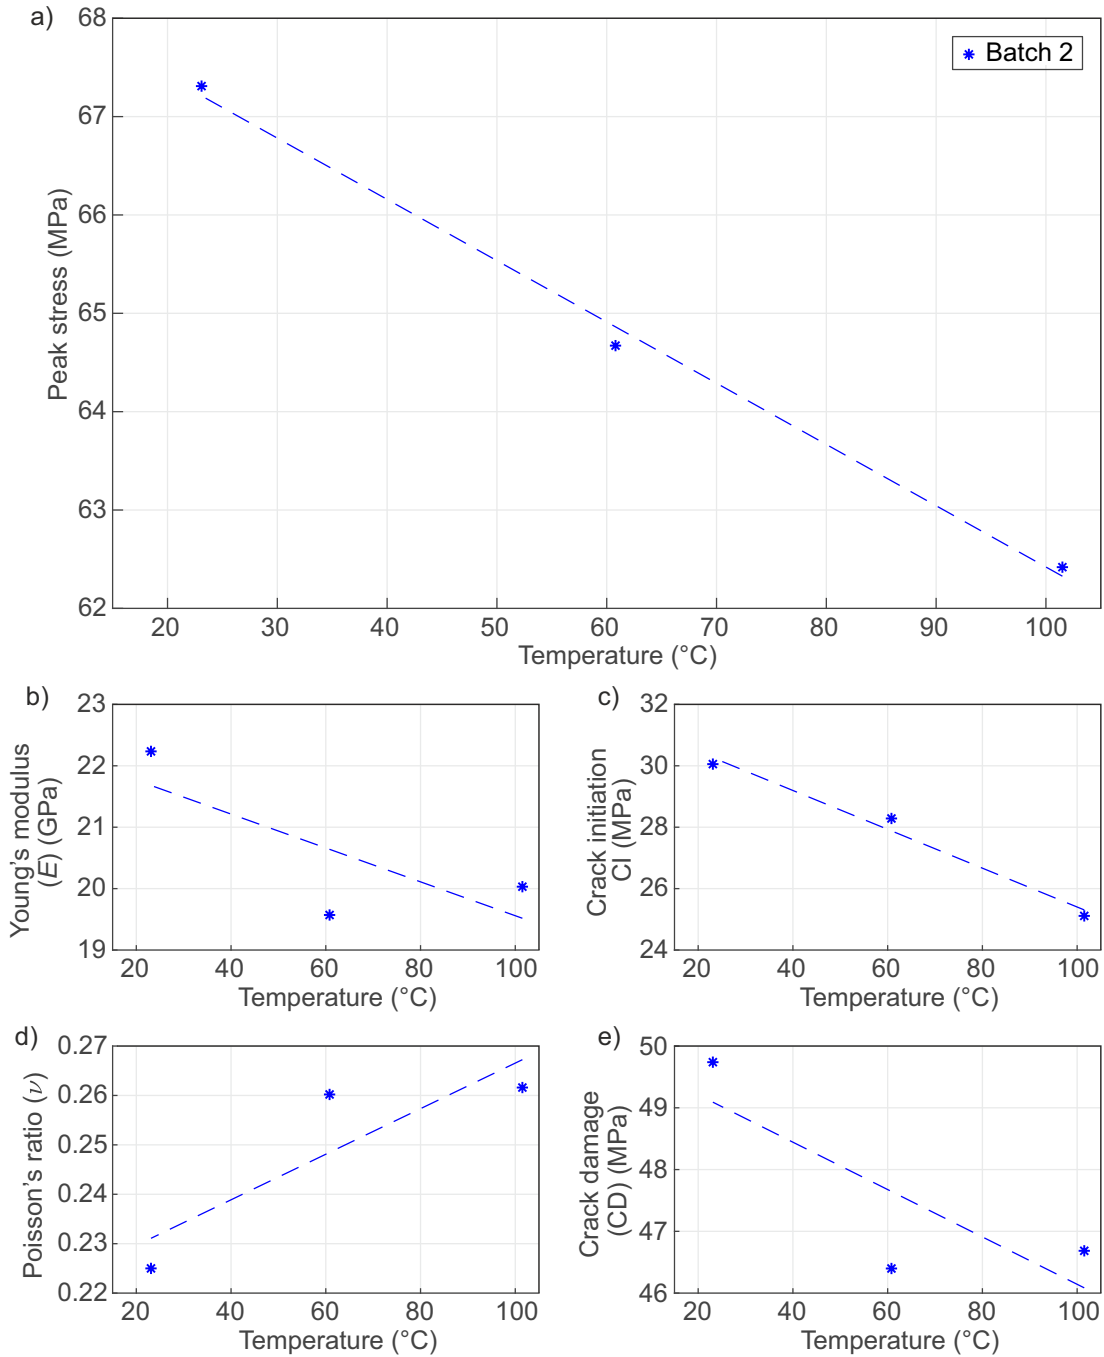 a)
68
67
66
65
64
63
62
Peak stress (MPa)
Batch 2
20 30 40 50 60 70 80 90 100
Temperature (°C)
b)
23
22
21
20
19
Young's modulus
(E) (GPa)
20 40 60 80 100
Temperature (°C)
c)
32
30
28
26
24
Crack initiation
CI (MPa)
20 40 60 80 100
Temperature (°C)
d)
0.27
0.26
0.25
0.24
0.23
0.22
Poisson's ratio (ν)
20 40 60 80 100
Temperature (°C)
e)
50
49
48
47
46
Crack damage
(CD) (MPa)
20 40 60 80 100
Temperature (°C)